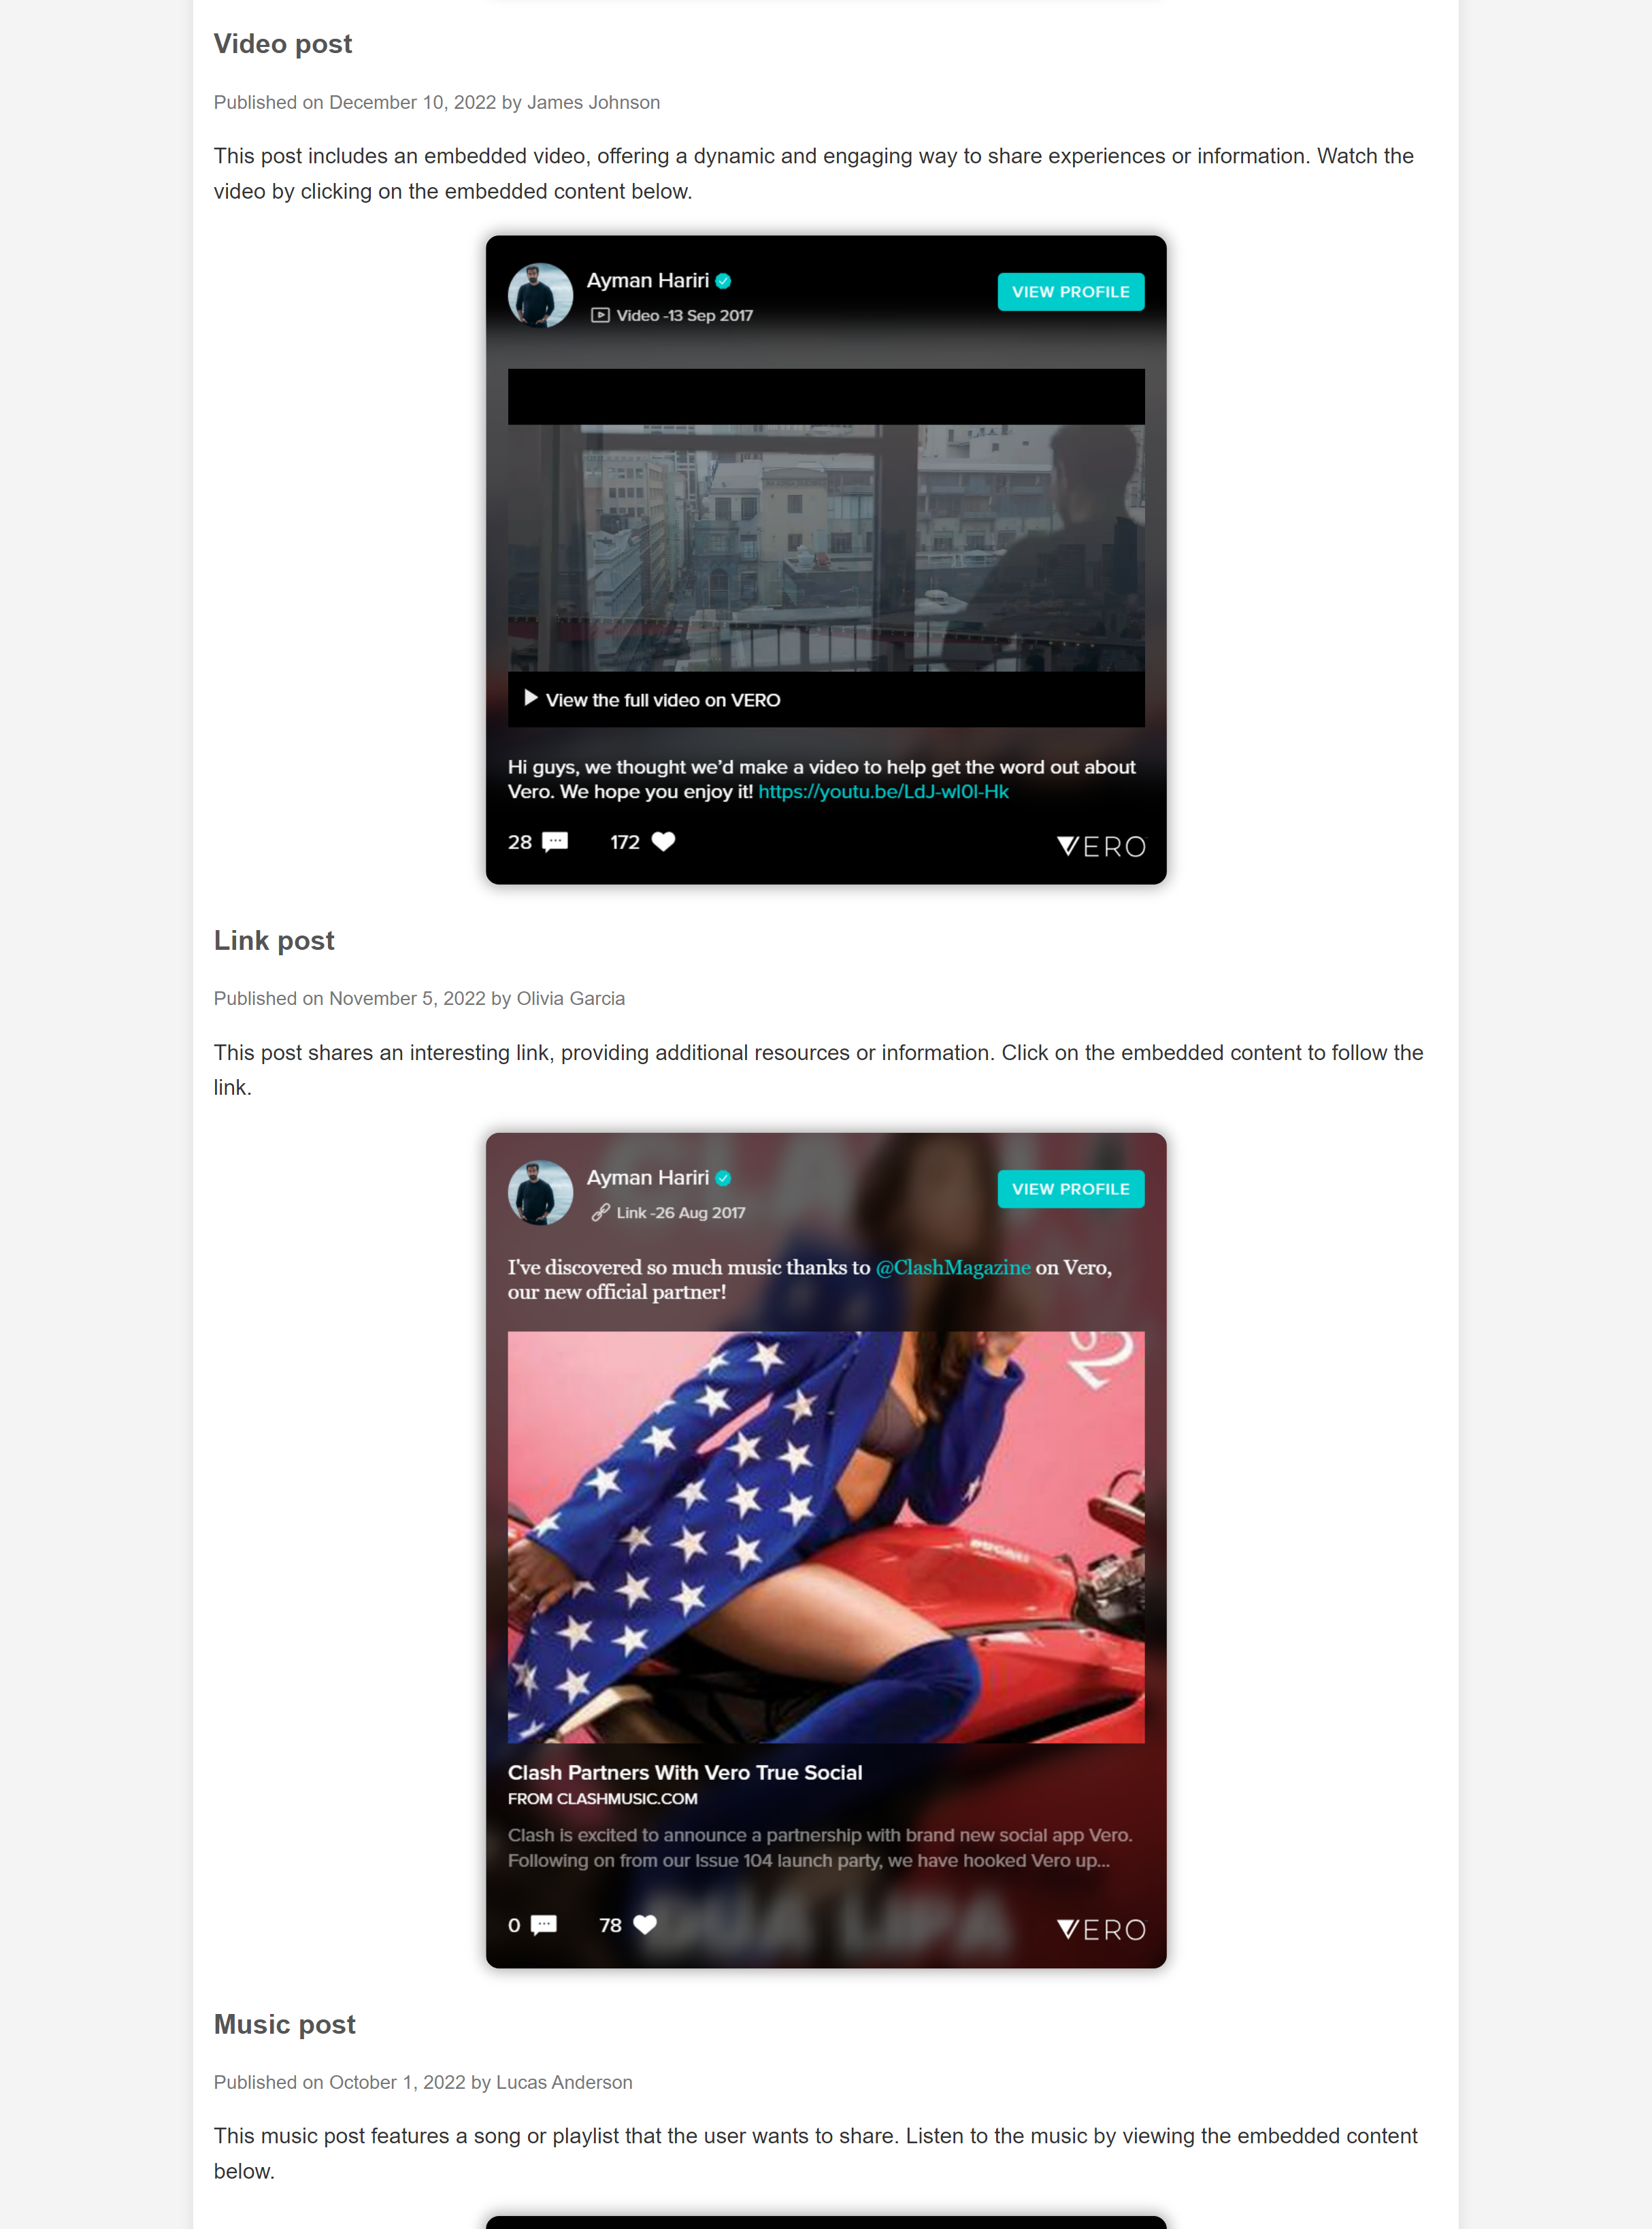 Video post
Published on December 10, 2022 by James Johnson
This post includes an embedded video, offering a dynamic and engaging way to share experiences or information. Watch the
video by clicking on the embedded content below.
Ayman Hariri
VIEW PROFILE
Video -13 Sep 2017
View the full video on VERO
Hi guys, we thought we’d make a video to help get the word out about
Vero. We hope you enjoy it! https://youtu.be/LdJ-wI0I-Hk
28 172 VERO
Link post
Published on November 5, 2022 by Olivia Garcia
This post shares an interesting link, providing additional resources or information. Click on the embedded content to follow the
link.
Ayman Hariri
VIEW PROFILE
Link -26 Aug 2017
I've discovered so much music thanks to @ClashMagazine on Vero,
our new official partner!
DUCATI
Clash Partners With Vero True Social
FROM CLASHMUSIC.COM
Clash is excited to announce a partnership with brand new social app Vero.
Following on from our Issue 104 launch party, we have hooked Vero up...
DUA LIPA
0 78 VERO
Music post
Published on October 1, 2022 by Lucas Anderson
This music post features a song or playlist that the user wants to share. Listen to the music by viewing the embedded content
below.